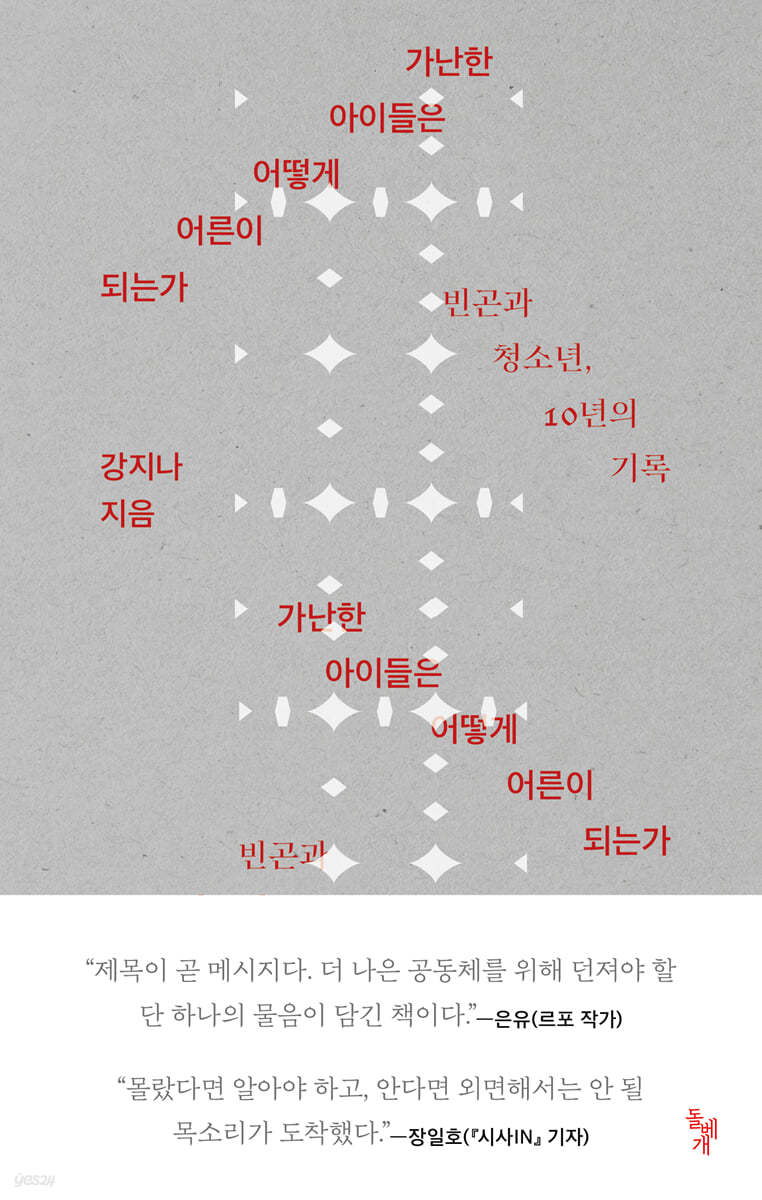 가난한
아이들은
어떻게
어른이
되는가
빈곤과
청소년,
10년의
기록
강지나
지음
가난한
아이들은
어떻게
어른이
되는가
빈곤과
“제목이 곧 메시지다. 더 나은 공동체를 위해 던져야 할
단 하나의 물음이 담긴 책이다.”—은유(르포 작가)
“몰랐다면 알아야 하고, 안다면 외면해서는 안 될
목소리가 도착했다.”—장일호(『시사IN』 기자)
돌베개
yes24